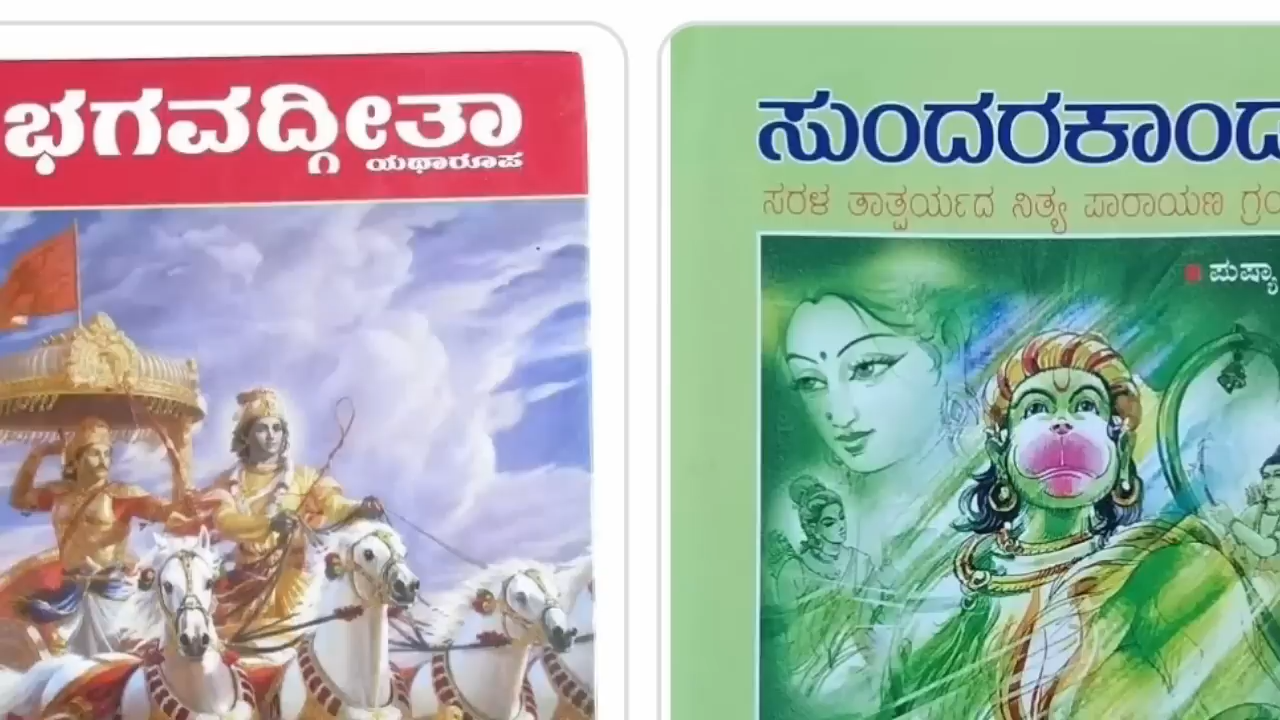 ಭಗವದ್ಗೀತಾ
ಯಥಾರೂಪ
ಸುಂದರಕಾಂಡ
ಸರಳ ತಾತ್ಪರ್ಯದ ನಿತ್ಯ ಪಾರಾಯಣ
ಪುಷ್ಯಾ